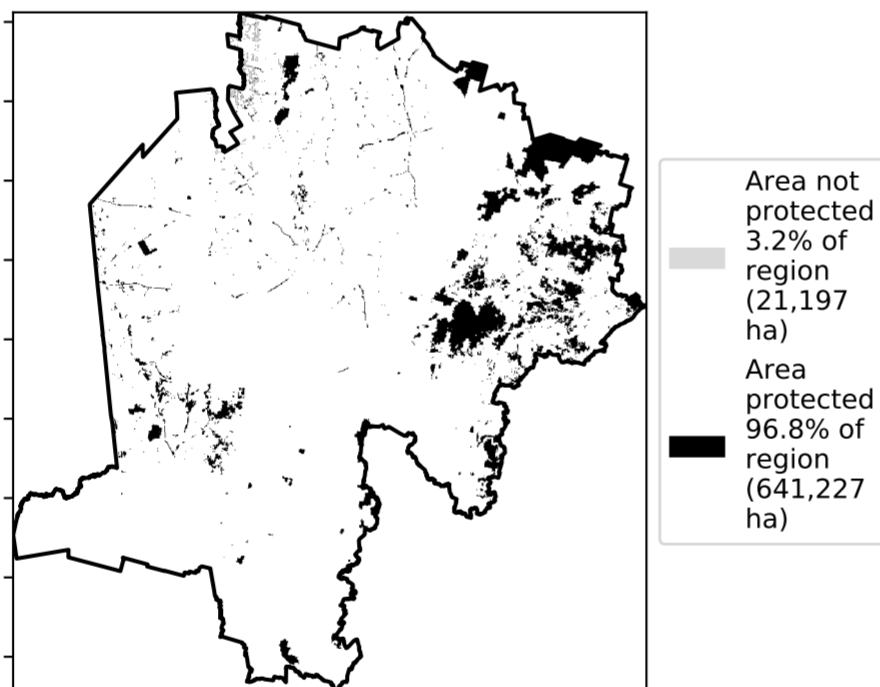 Area not
protected
3.2% of
region
(21,197
ha)
Area
protected
96.8% of
region
(641,227
ha)